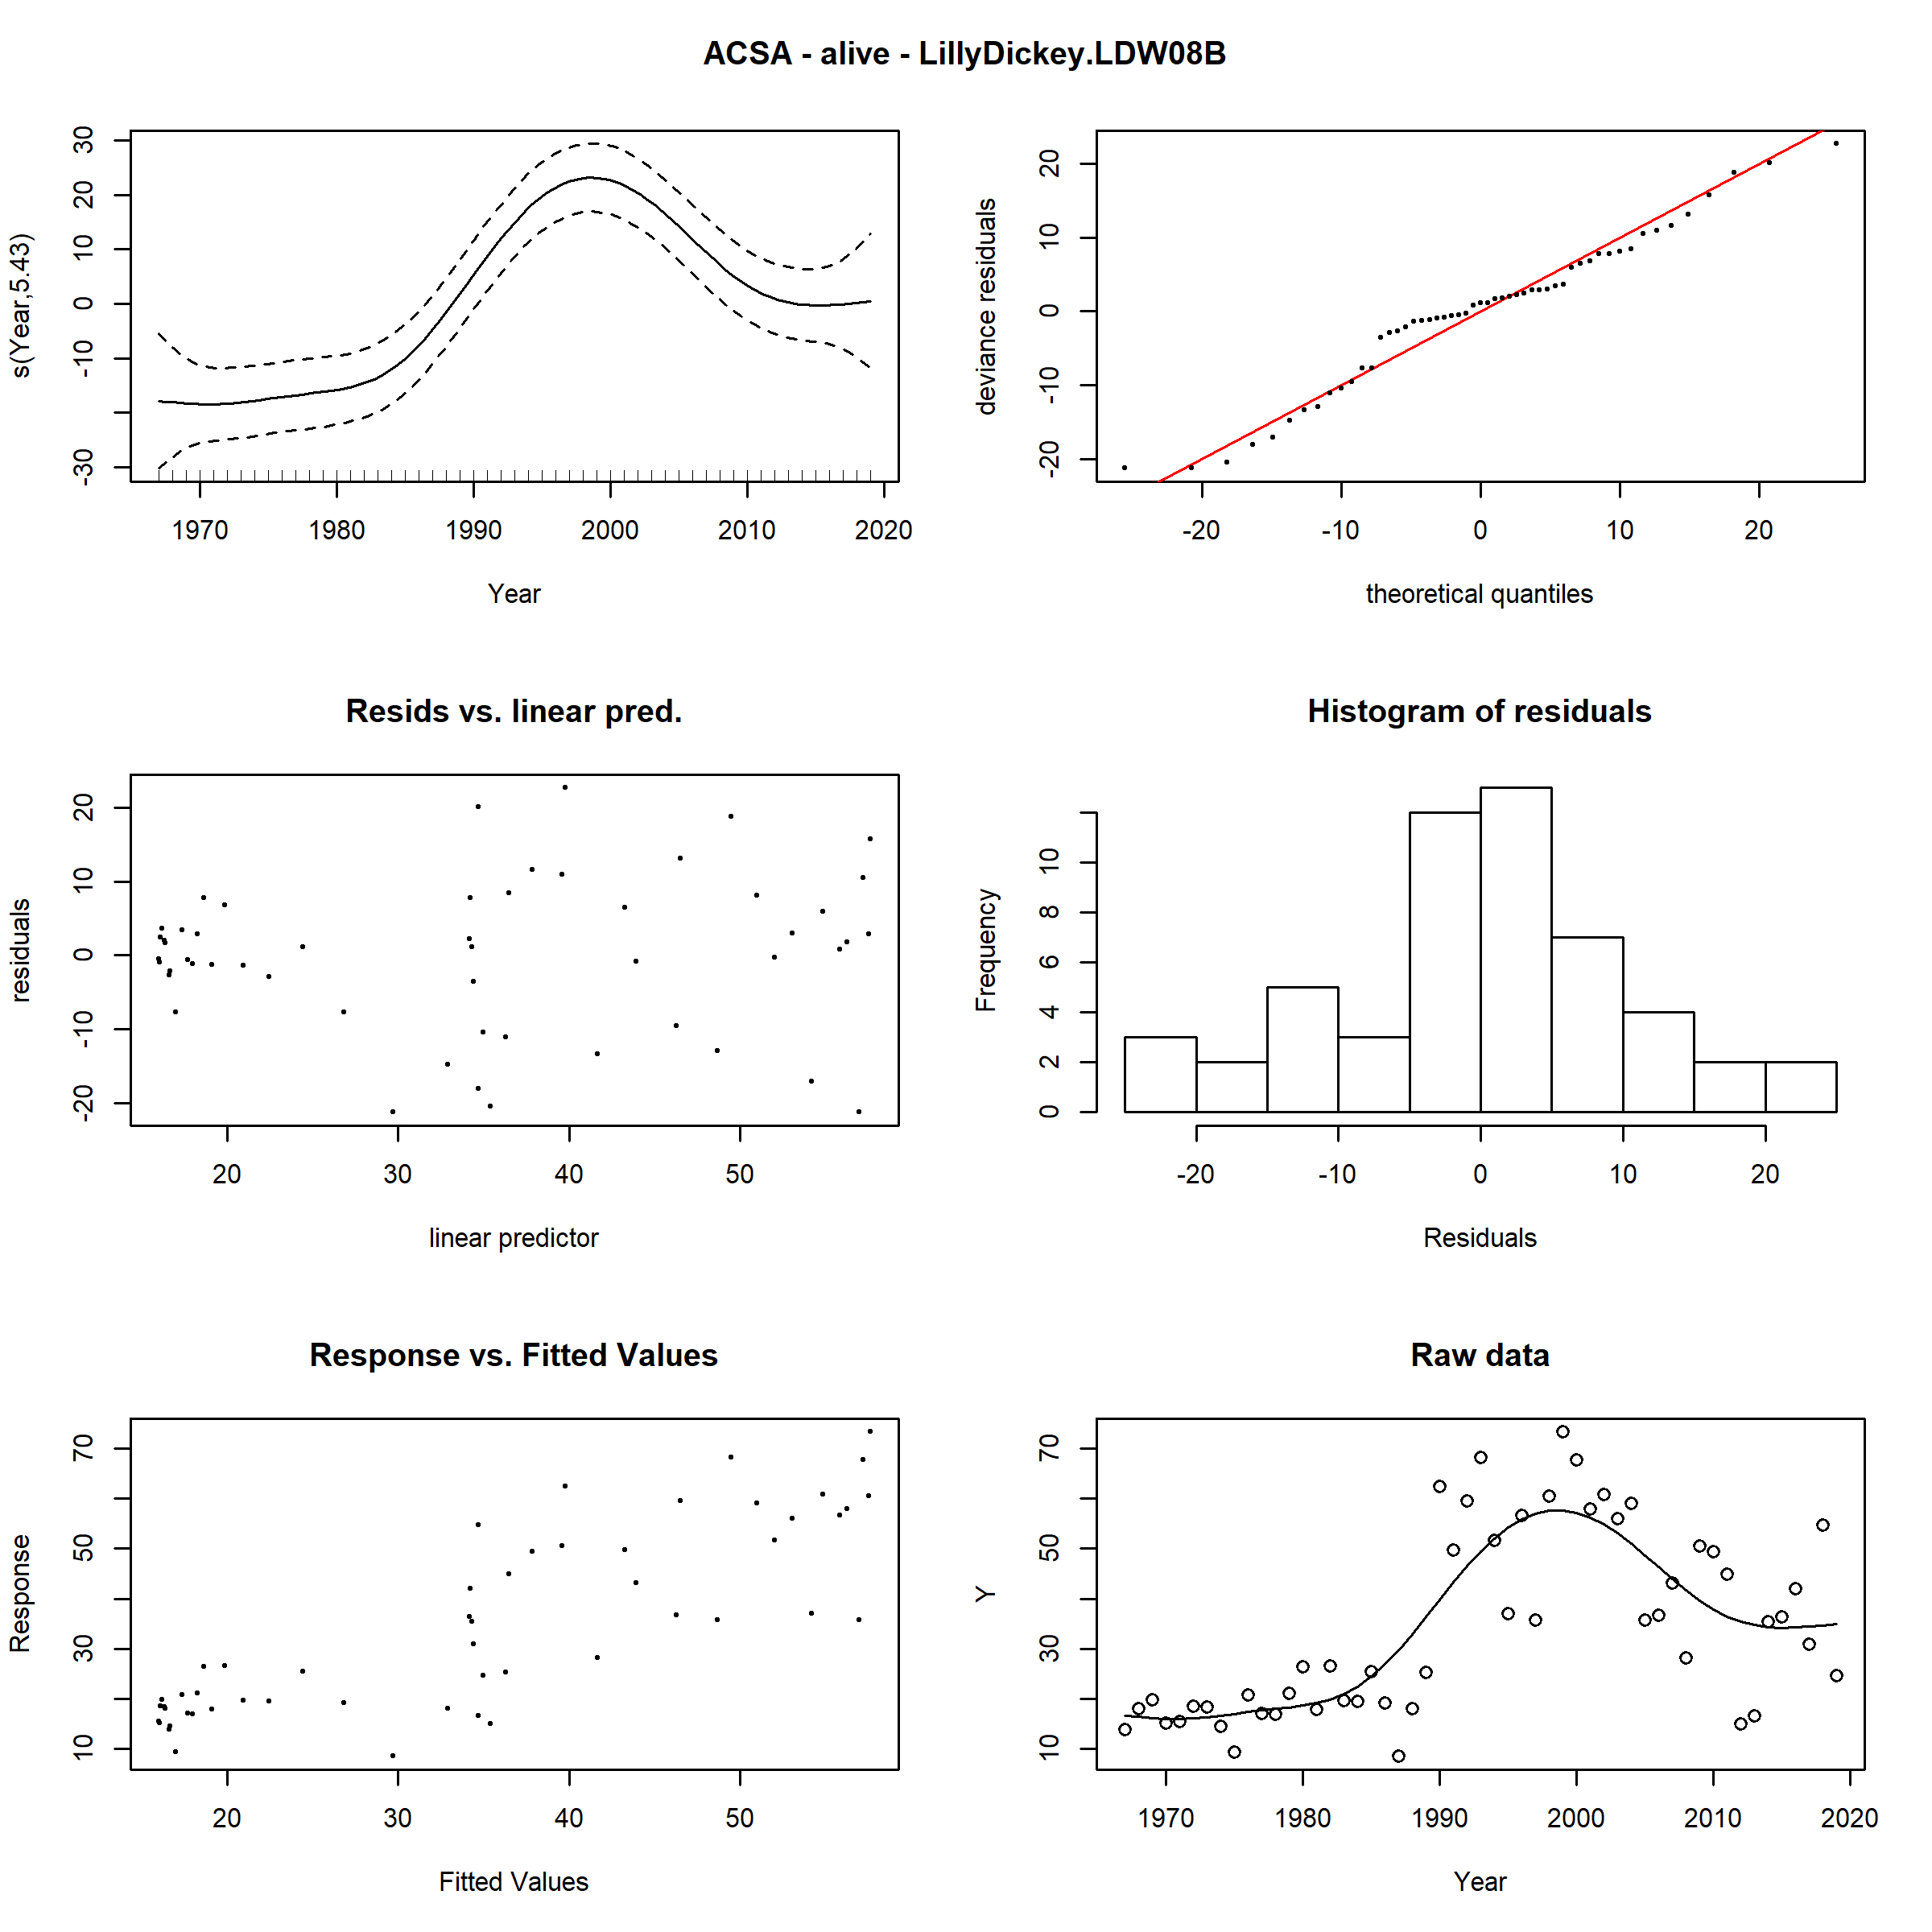 ACSA - alive - LillyDickey.LDW08B
s(Year,5.43)
30
20
10
0
-10
-30
1970 1980 1990 2000 2010 2020
Year
deviance residuals
20
10
0
-10
-20
-20 -10 0 10 20
theoretical quantiles
Resids vs. linear pred.
residuals
20
10
0
-10
-20
20 30 40 50
linear predictor
Histogram of residuals
Frequency
10
8
6
4
2
0
-20 -10 0 10 20
Residuals
Response vs. Fitted Values
Response
70
50
30
10
20 30 40 50
Fitted Values
Raw data
Y
70
50
30
10
1970 1980 1990 2000 2010 2020
Year